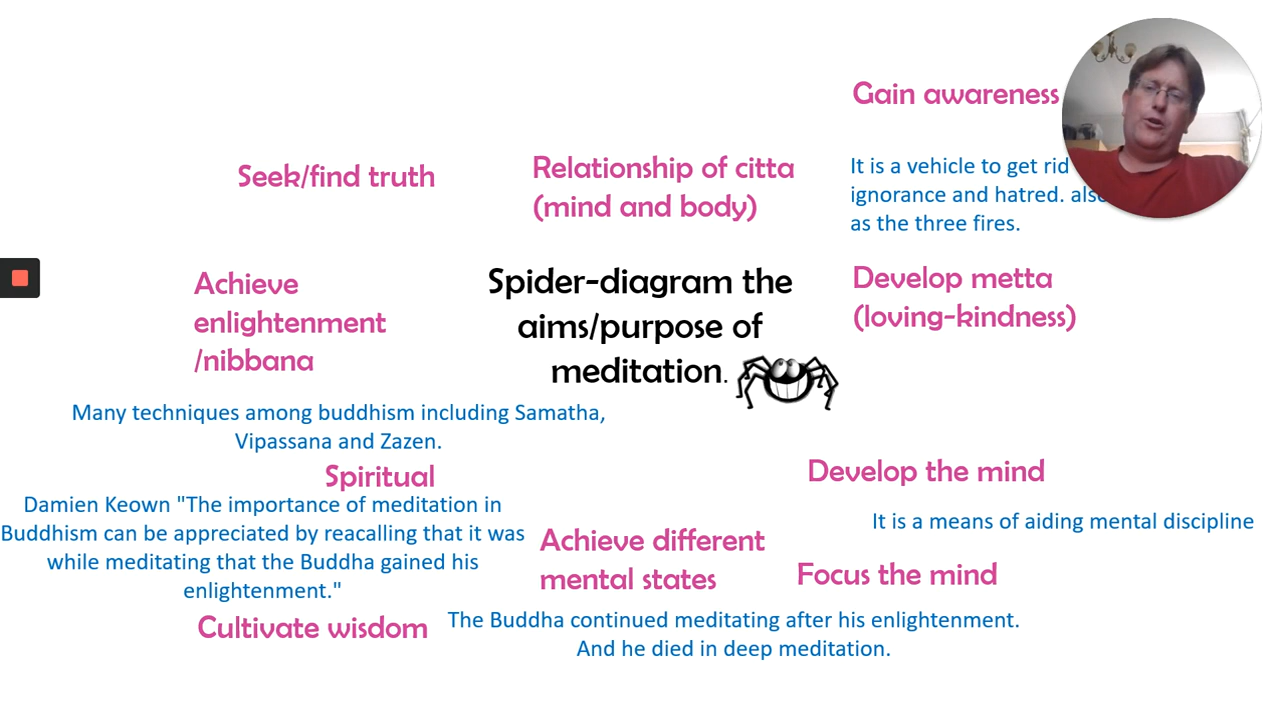 Gain awareness
Seek/find truth
Relationship of citta
(mind and body)
It is a vehicle to get rid
ignorance and hatred. also
as the three fires.
Achieve
enlightenment
/nibbana
Spider-diagram the
aims/purpose of
meditation.
Develop metta
(loving-kindness)
Many techniques among buddhism including Samatha,
Vipassana and Zazen.
Spiritual
Develop the mind
Damien Keown "The importance of meditation in
Buddhism can be appreciated by reacalling that it was
while meditating that the Buddha gained his
enlightenment."
It is a means of aiding mental discipline
Achieve different
mental states
Focus the mind
Cultivate wisdom
The Buddha continued meditating after his enlightenment.
And he died in deep meditation.